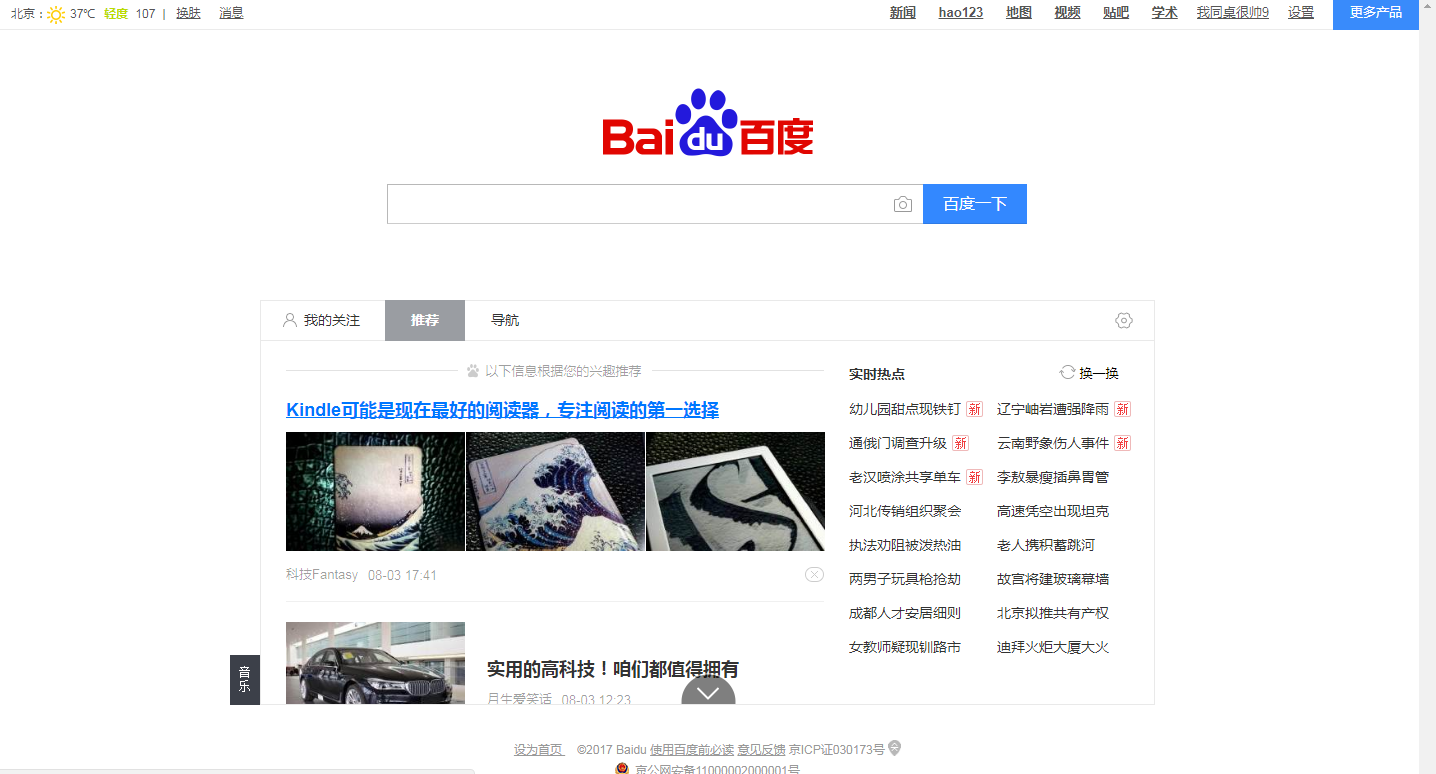 北京： 37℃ 轻度 107 | 换肤 消息 新闻 hao123 地图 视频 贴吧 学术 我同桌很帅9 设置 更多产品
Baidu百度
百度一下
我的关注 推荐 导航
以下信息根据您的兴趣推荐
Kindle可能是现在最好的阅读器，专注阅读的第一选择
科技Fantasy 08-03 17:41
实用的高科技！咱们都值得拥有
月生爱笑话 08-03 12:23
实时热点 换一换
幼儿园甜点现铁钉 新 辽宁岫岩遭强降雨 新
通俄门调查升级 新 云南野象伤人事件 新
老汉喷涂共享单车 新 李敖暴瘦插鼻胃管
河北传销组织聚会 高速凭空出现坦克
执法劝阻被泼热油 老人携积蓄跳河
两男子玩具枪抢劫 故宫将建玻璃幕墙
成都人才安居细则 北京拟推共有产权
女教师疑现钏路市 迪拜火炬大厦大火
音乐
设为首页 ©2017 Baidu 使用百度前必读 意见反馈 京ICP证030173号
京公网安备11000002000001号